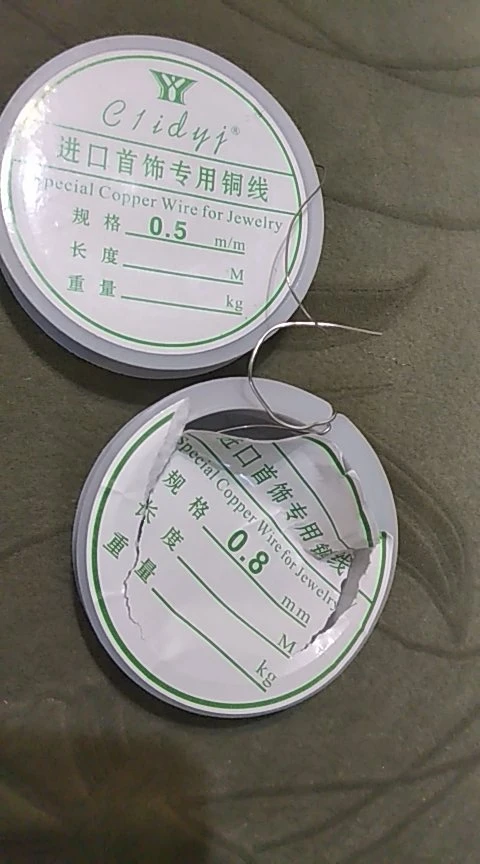 C1idyj®
进口首饰专用铜线
Special Copper Wire for Jewelry
规格 0.5 m/m
长度 M
重量 kg
进口首饰专用铜线
Special Copper Wire for Jewelry
规格 0.8 mm
长度 M
重量 kg